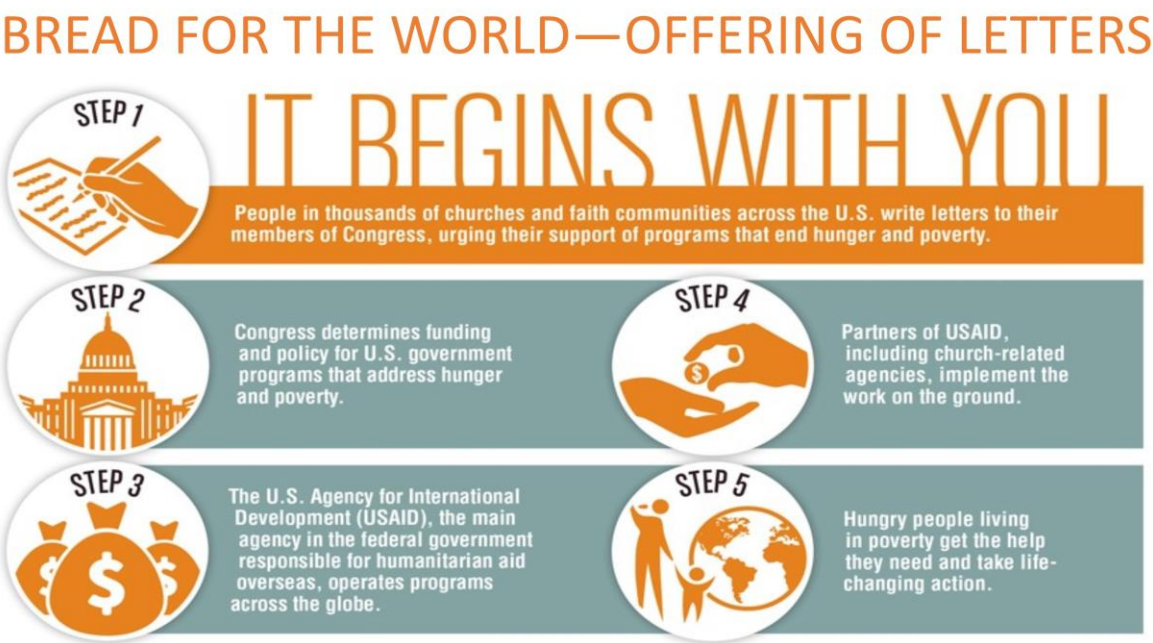 BREAD FOR THE WORLD—OFFERING OF LETTERS
STEP 1
IT BEGINS WITH YOU
People in thousands of churches and faith communities across the U.S. write letters to their
members of Congress, urging their support of programs that end hunger and poverty.
STEP 2
Congress determines funding
and policy for U.S. government
programs that address hunger
and poverty.
STEP 3
The U.S. Agency for International
Development (USAID), the main
agency in the federal government
responsible for humanitarian aid
overseas, operates programs
across the globe.
$
$
$
STEP 4
$
Partners of USAID,
including church-related
agencies, implement the
work on the ground.
STEP 5
Hungry people living
in poverty get the help
they need and take life-
changing action.